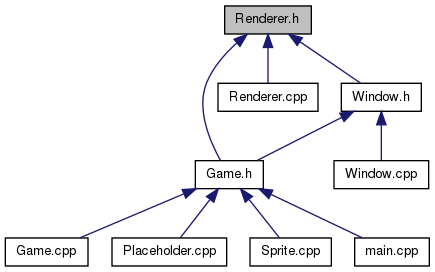 Renderer.h
Renderer.cpp
Window.h
Game.h
Window.cpp
Game.cpp
Placeholder.cpp
Sprite.cpp
main.cpp